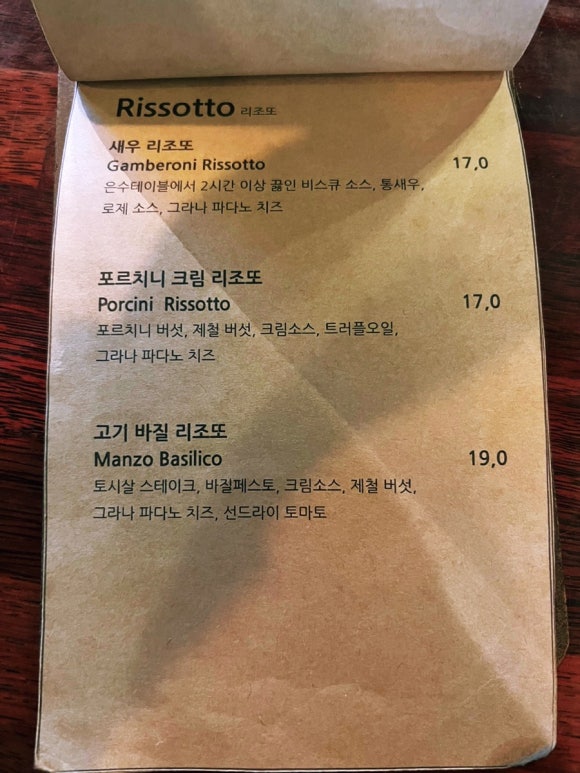 Rissotto 리조또
새우 리조또
Gamberoni Rissotto 17,0
은수테이블에서 2시간 이상 끓인 비스큐 소스, 통새우,
로제 소스, 그라나 파다노 치즈
포르치니 크림 리조또
Porcini Rissotto 17,0
포르치니 버섯, 제철 버섯, 크림소스, 트러플오일,
그라나 파다노 치즈
고기 바질 리조또
Manzo Basilico 19,0
토시살 스테이크, 바질페스토, 크림소스, 제철 버섯,
그라나 파다노 치즈, 선드라이 토마토